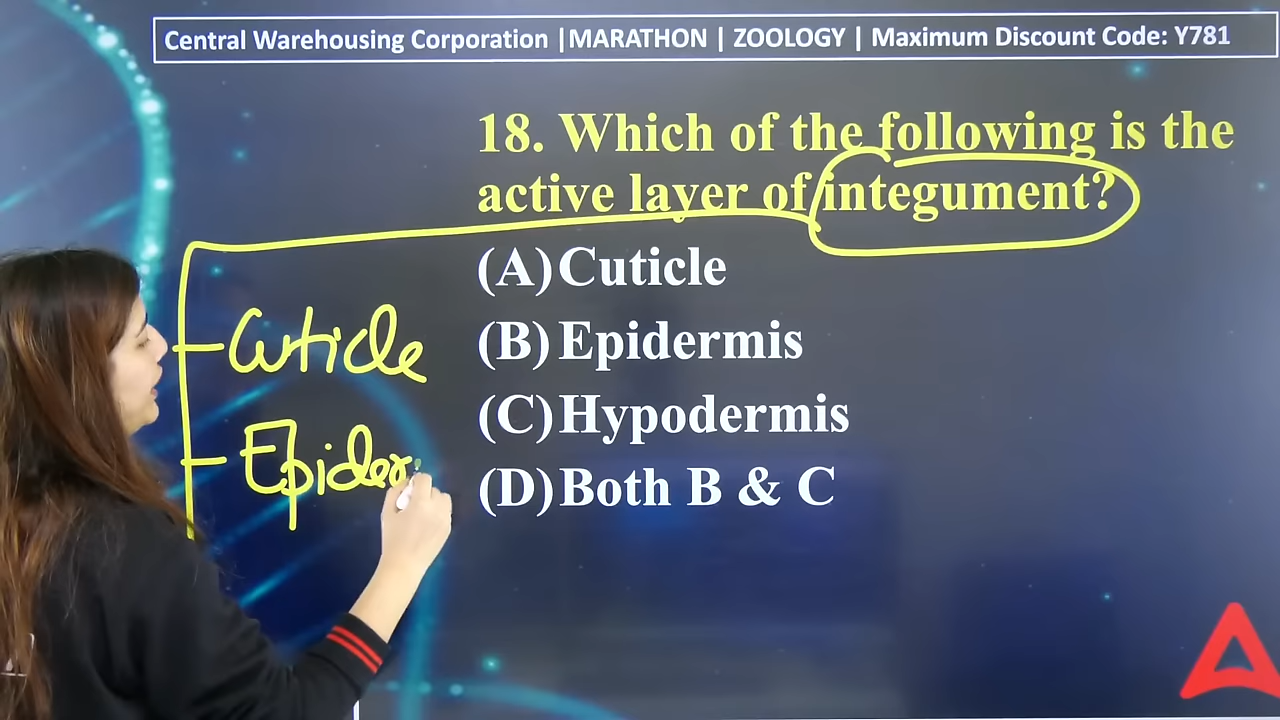 Central Warehousing Corporation |MARATHON | ZOOLOGY | Maximum Discount Code: Y781
18. Which of the following is the
active layer of integument?
(A) Cuticle
(B) Epidermis
(C) Hypodermis
(D) Both B & C
Cuticle
Epider